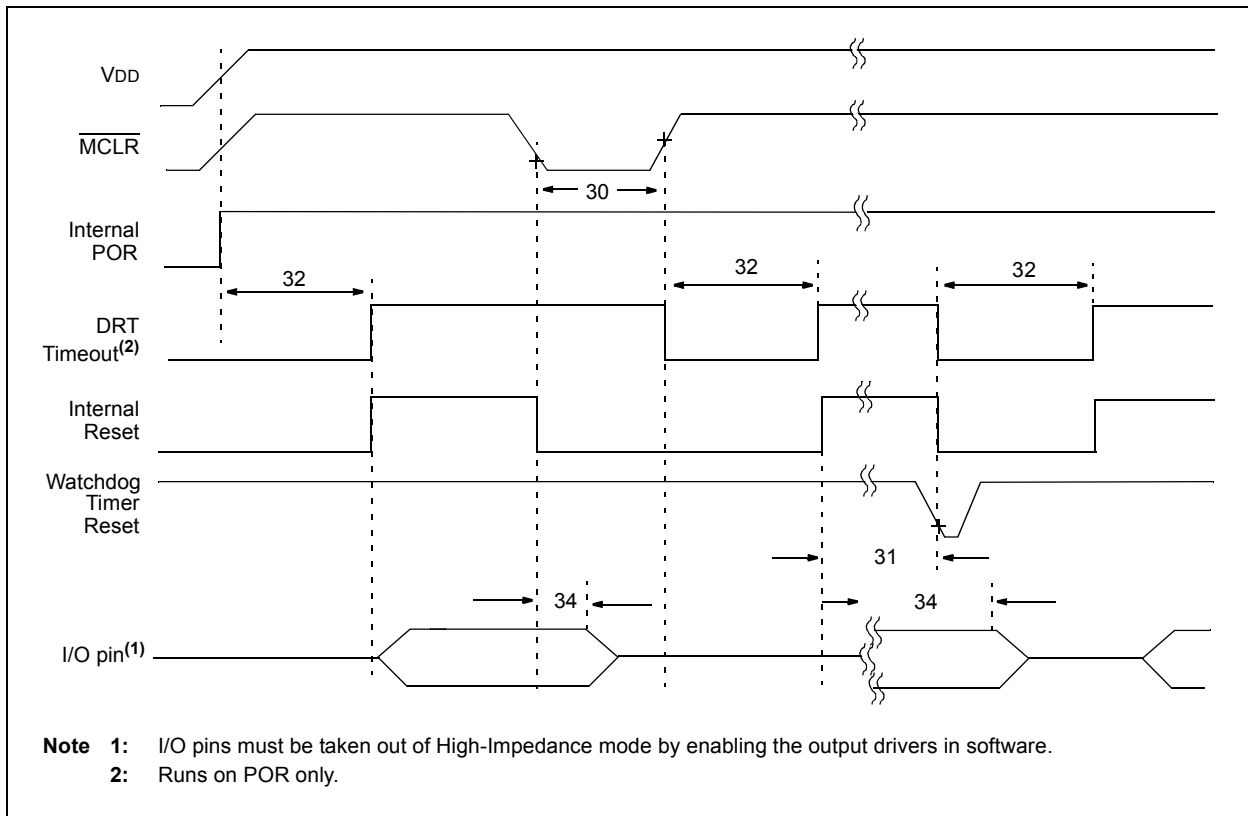 VDD
MCLR
30
Internal
POR
32
32
32
DRT
Timeout(2)
Internal
Reset
Watchdog
Timer
Reset
31
34
34
I/O pin(1)
Note 1: I/O pins must be taken out of High-Impedance mode by enabling the output drivers in software.
2: Runs on POR only.